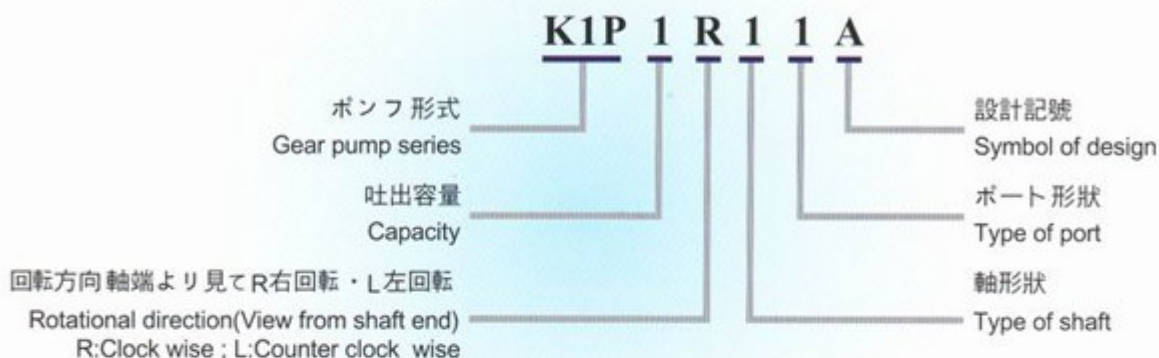 K1P 1 R 1 1 A
ポンフ形式
Gear pump series
吐出容量
Capacity
回転方向軸端より見てR右回転・L左回転
Rotational direction(View from shaft end)
R:Clock wise ; L:Counter clock wise
設計記號
Symbol of design
ポート形狀
Type of port
軸形狀
Type of shaft